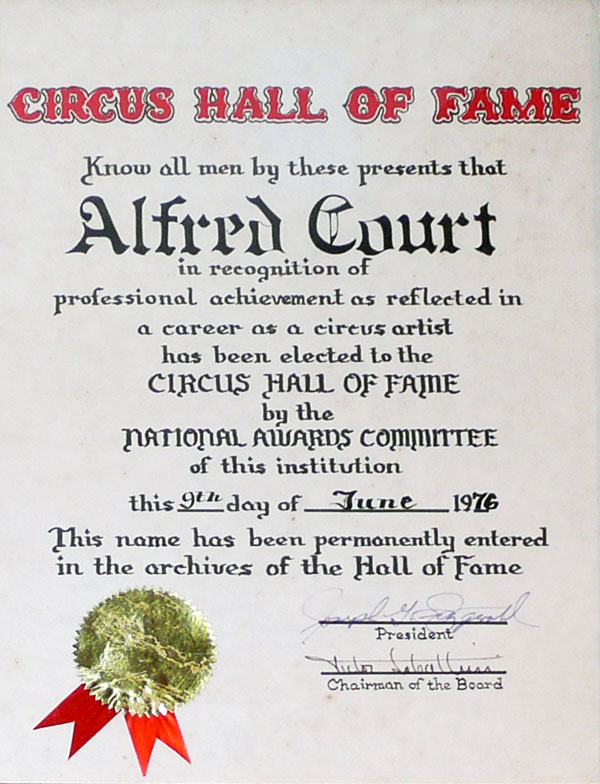 CIRCUS HALL OF FAME
Know all men by these presents that
Alfred Court
in recognition of
professional achievement as reflected in
a career as a circus artist
has been elected to the
CIRCUS HALL OF FAME
by the
NATIONAL AWARDS COMMITTEE
of this institution
this 9th day of June 1976
This name has been permanently entered
in the archives of the Hall of Fame
Joseph
President
Chairman of the Board